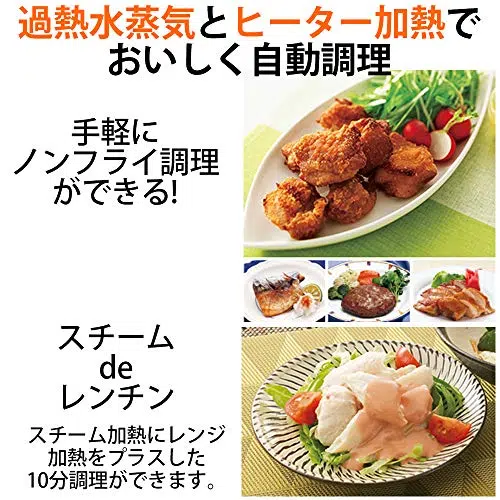 過熱水蒸気とヒーター加熱で
おいしく自動調理
手軽に
ノンフライ調理
ができる!
スチーム
de
レンチン
スチーム加熱にレンジ
加熱をプラスした
10分調理ができます。